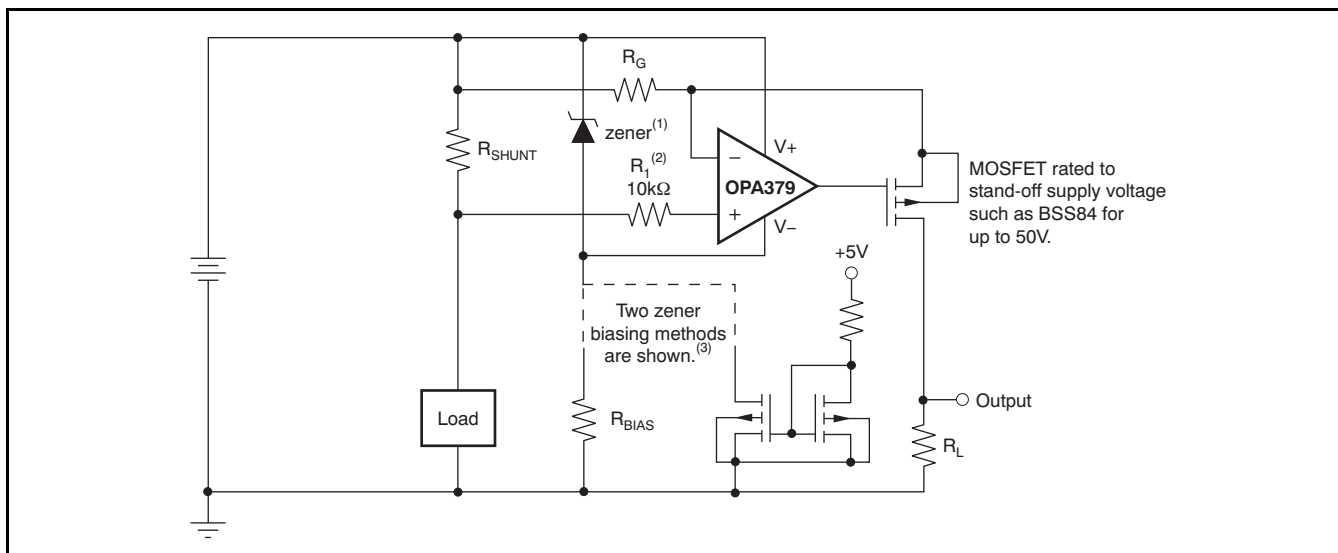 R_G
zener(1)
V+
R_SHUNT
R_1(2)
10kΩ
−
OPA379
+
V−
MOSFET rated to
stand-off supply voltage
such as BSS84 for
up to 50V.
+5V
Two zener
biasing methods
are shown.(3)
Load
R_BIAS
Output
R_L